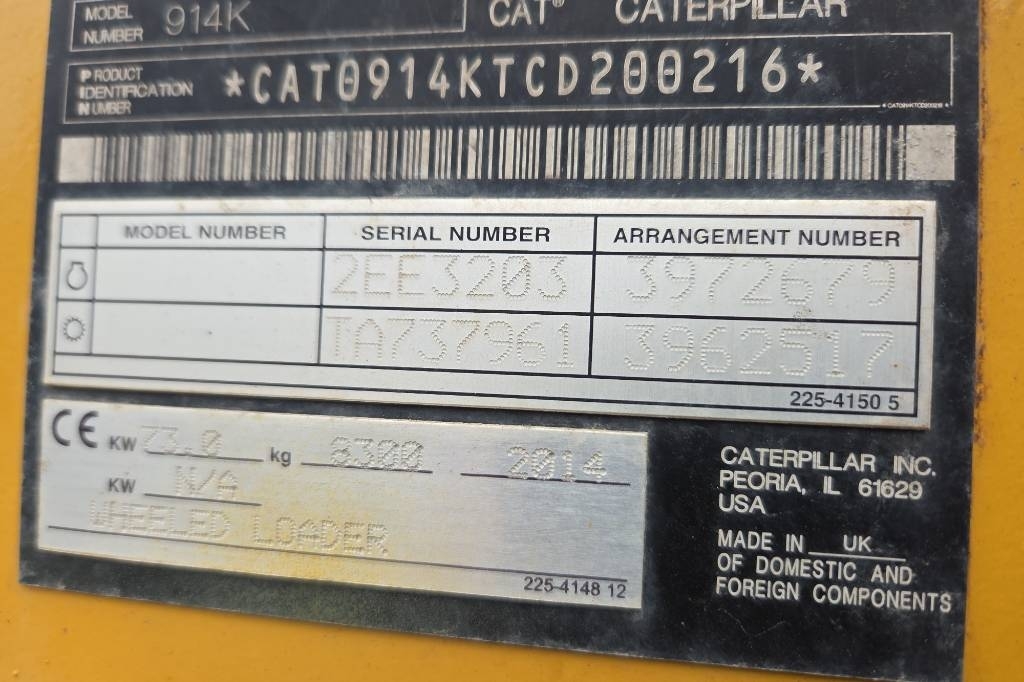 MODEL NUMBER 914K CAT® CATERPILLAR
PRODUCT IDENTIFICATION NUMBER *CAT0914KTCD200216*
*CAT0914KTCD200216*
MODEL NUMBER SERIAL NUMBER ARRANGEMENT NUMBER
2EE3203 3972679
TA737961 3962517
225-4150 5
CE KW 73.0 kg 8300 2014
KW N/A
WHEELED LOADER
225-4148 12
CATERPILLAR INC.
PEORIA, IL 61629
USA
MADE IN UK
OF DOMESTIC AND
FOREIGN COMPONENTS